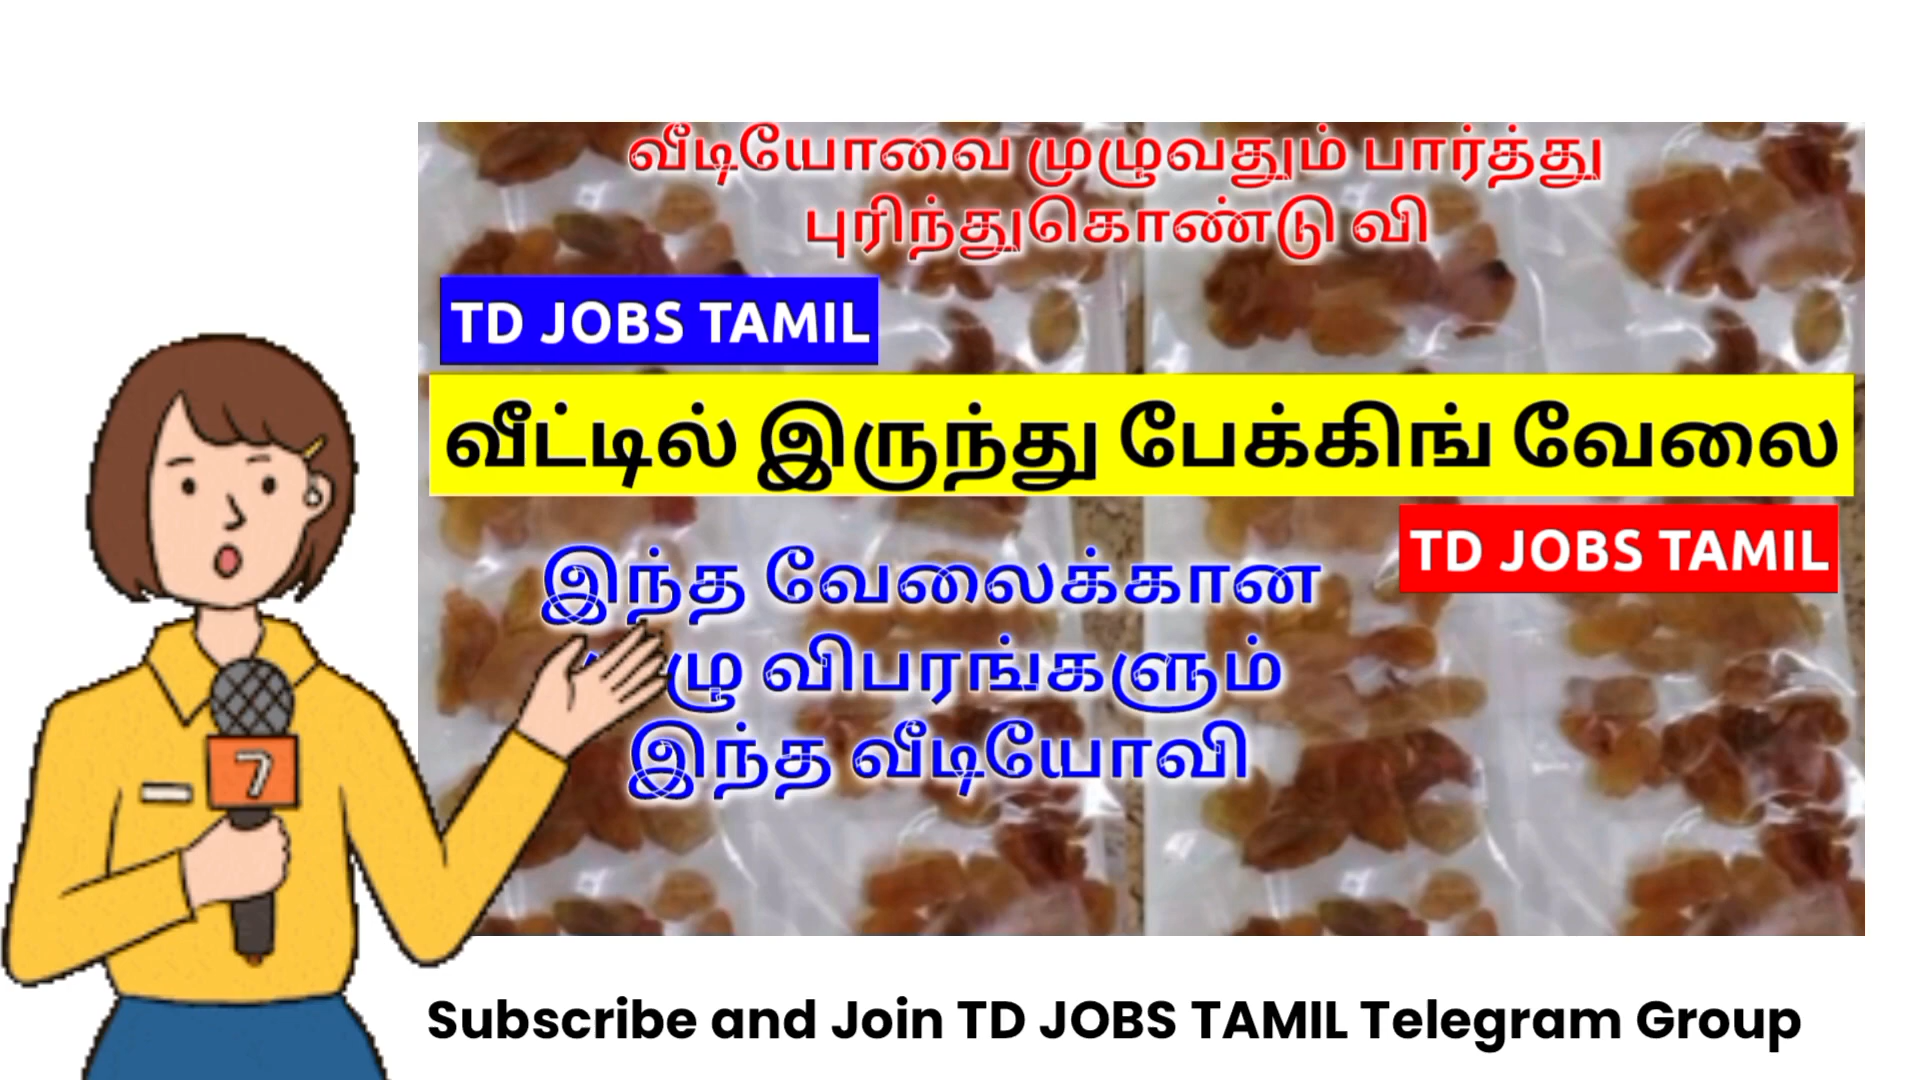 வீடியோவை முழுவதும் பார்த்து
புரிந்துகொண்டு வி
TD JOBS TAMIL
வீட்டில் இருந்து பேக்கிங் வேலை
TD JOBS TAMIL
இந்த வேலைக்கான
விபரங்களும்
இந்த வீடியோவி
7
Subscribe and Join TD JOBS TAMIL Telegram Group